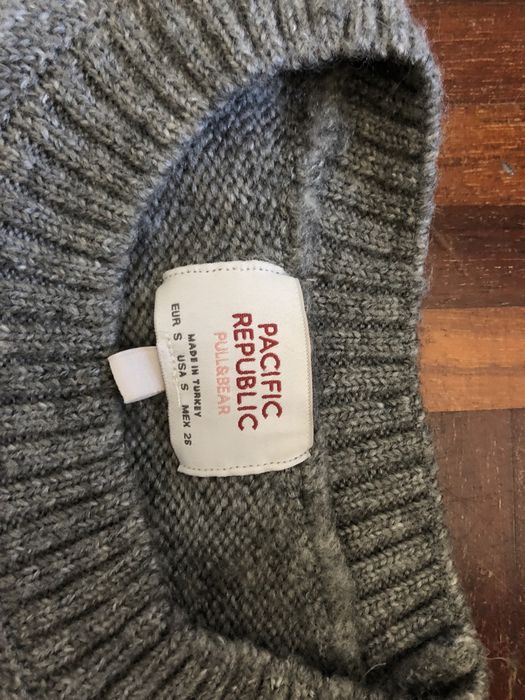 PACIFIC
REPUBLIC
PULL&BEAR
MADE IN TURKEY
EUR S USA S MEX 26